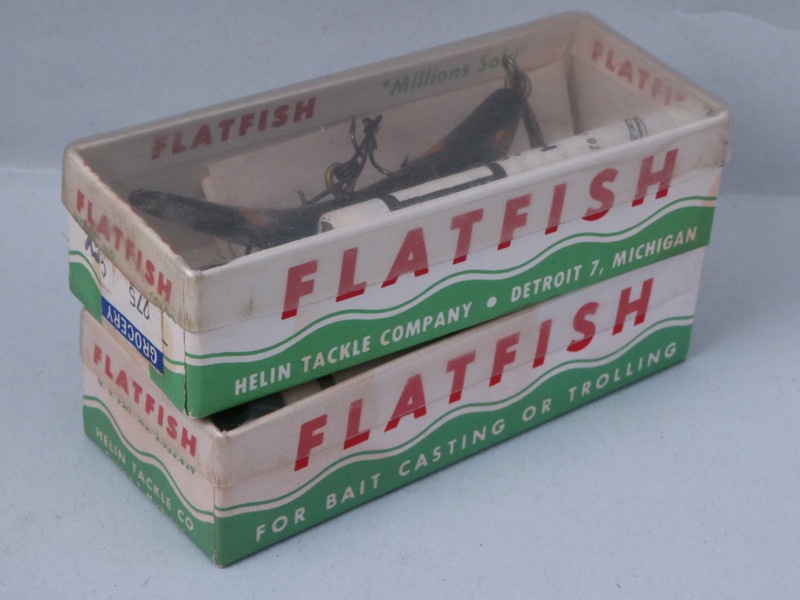 FLATFISH
"Millions Sold"
FLATFISH
FLATFISH
GROCERY
FLATFISH
HELIN TACKLE COMPANY • DETROIT 7, MICHIGAN
FLATFISH
HELIN TACKLE CO.
FLATFISH
FOR BAIT CASTING OR TROLLING